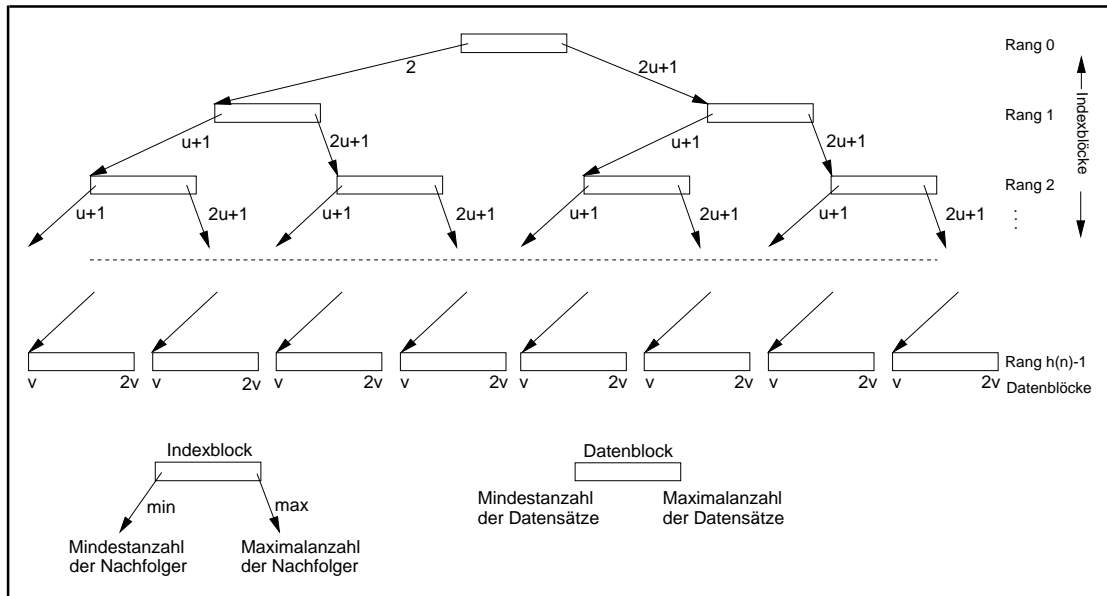 Rang 0
2
2u+1
Rang 1
u+1
2u+1
u+1
2u+1
Indexblöcke
Rang 2
u+1
2u+1
u+1
2u+1
u+1
2u+1
u+1
2u+1
. . .
Rang h(n)-1
v
2v
v
2v
v
2v
v
2v
v
2v
v
2v
v
2v
v
2v
Datenblöcke
Indexblock
min
max
Mindestanzahl
der Nachfolger
Maximalanzahl
der Nachfolger
Datenblock
Mindestanzahl
der Datensätze
Maximalanzahl
der Datensätze